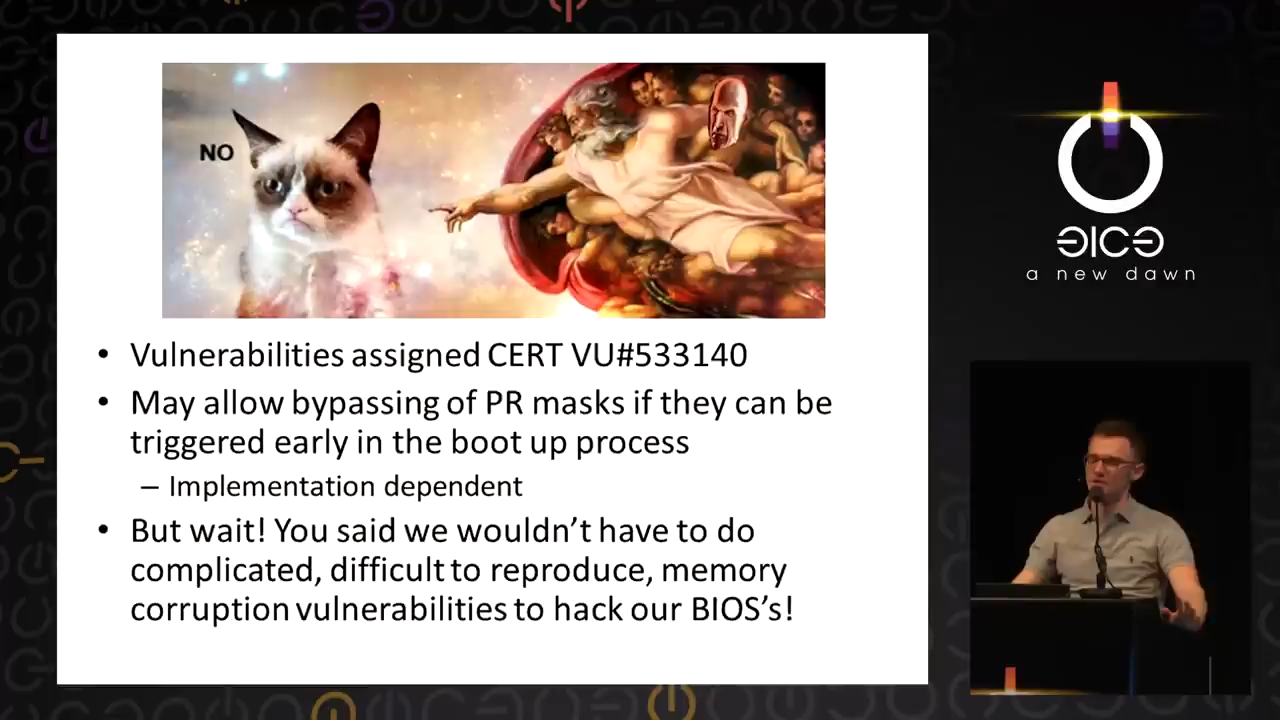 NO
• Vulnerabilities assigned CERT VU#533140
• May allow bypassing of PR masks if they can be
triggered early in the boot up process
– Implementation dependent
• But wait! You said we wouldn’t have to do
complicated, difficult to reproduce, memory
corruption vulnerabilities to hack our BIOS’s!
a new dawn